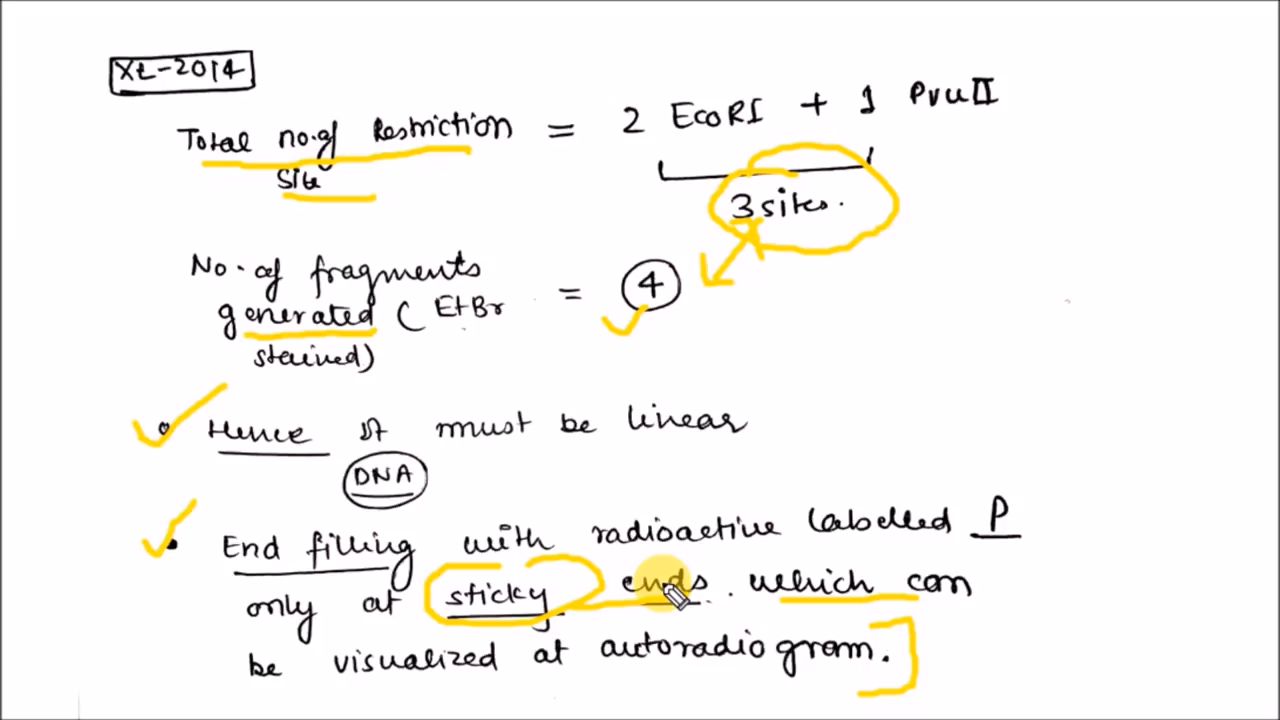 XL-2014
Total no. of Restriction = 2 EcoRI + 1 PvuII
Site
3 sites.
No. of fragments
generated ( EtBr = 4
stained)
Hence it must be linear
DNA
End filling with radioactive labelled P
only at sticky ends. which can
be visualized at autoradiogram.